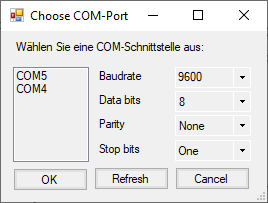 Choose COM-Port
Wählen Sie eine COM-Schnittstelle aus:
COM5
COM4
Baudrate 9600
Data bits 8
Parity None
Stop bits One
OK Refresh Cancel